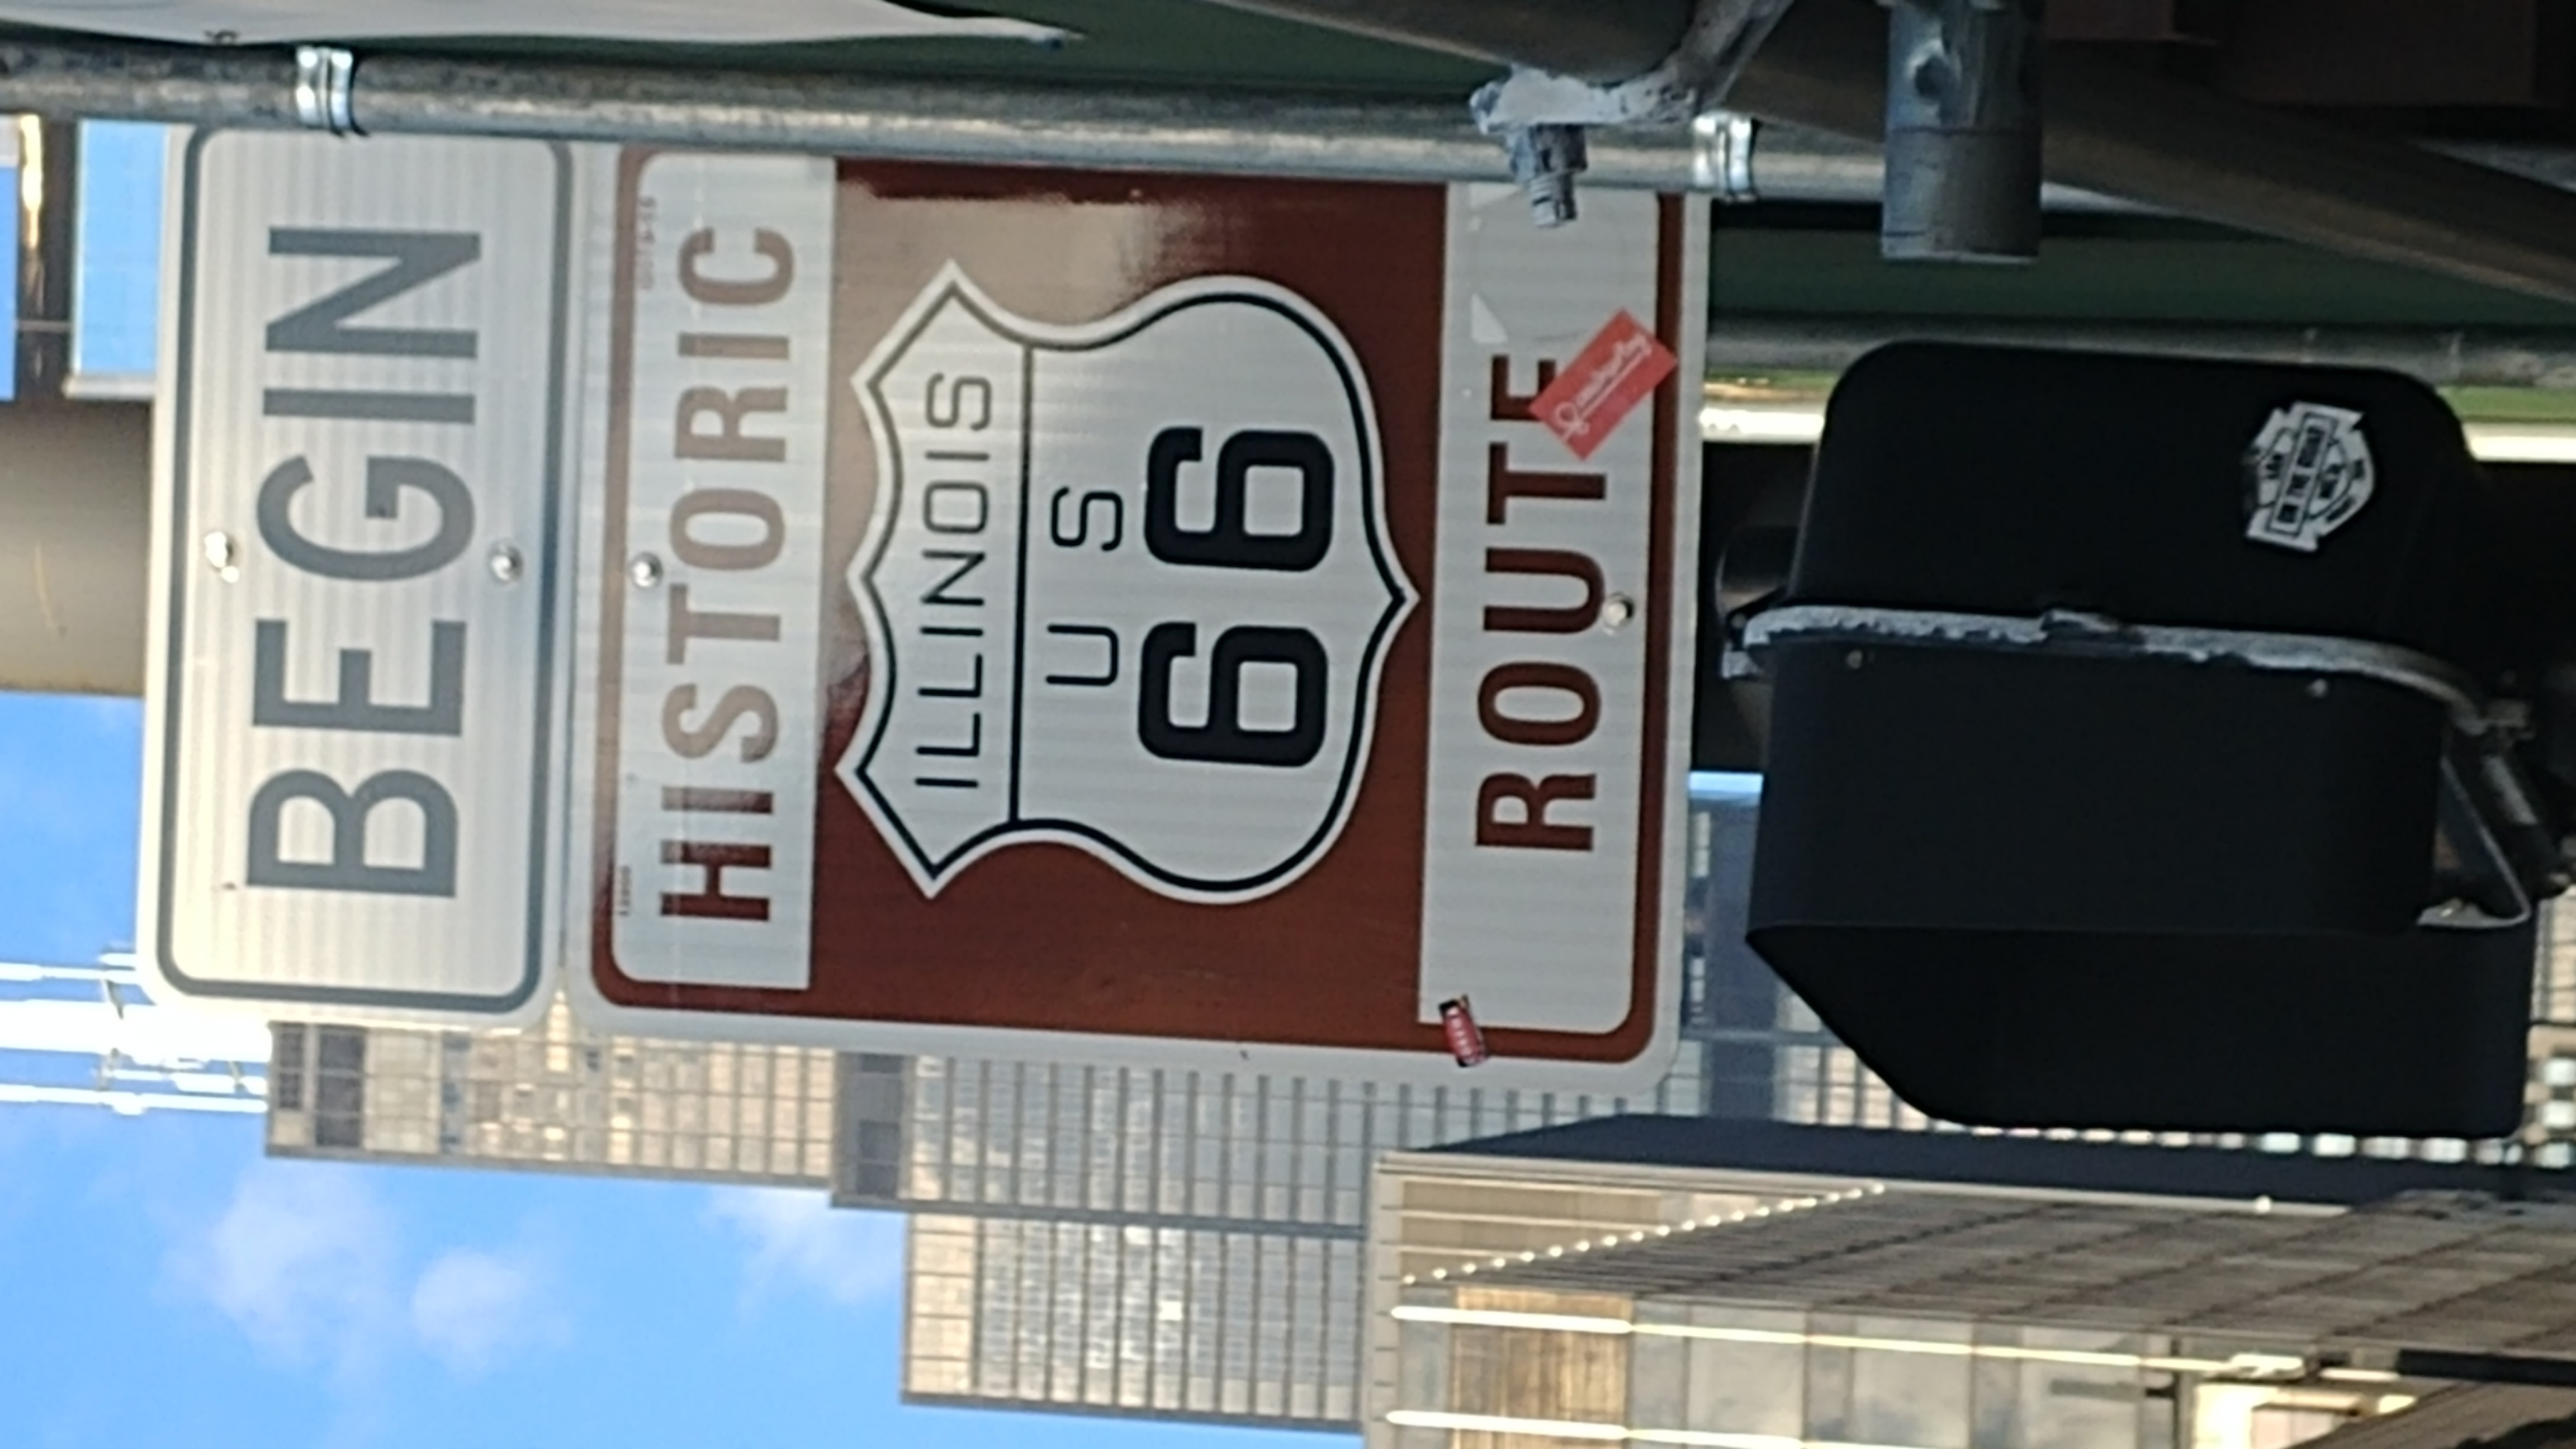 BEGIN
HISTORIC
ILLINOIS
U S
66
ROUTE